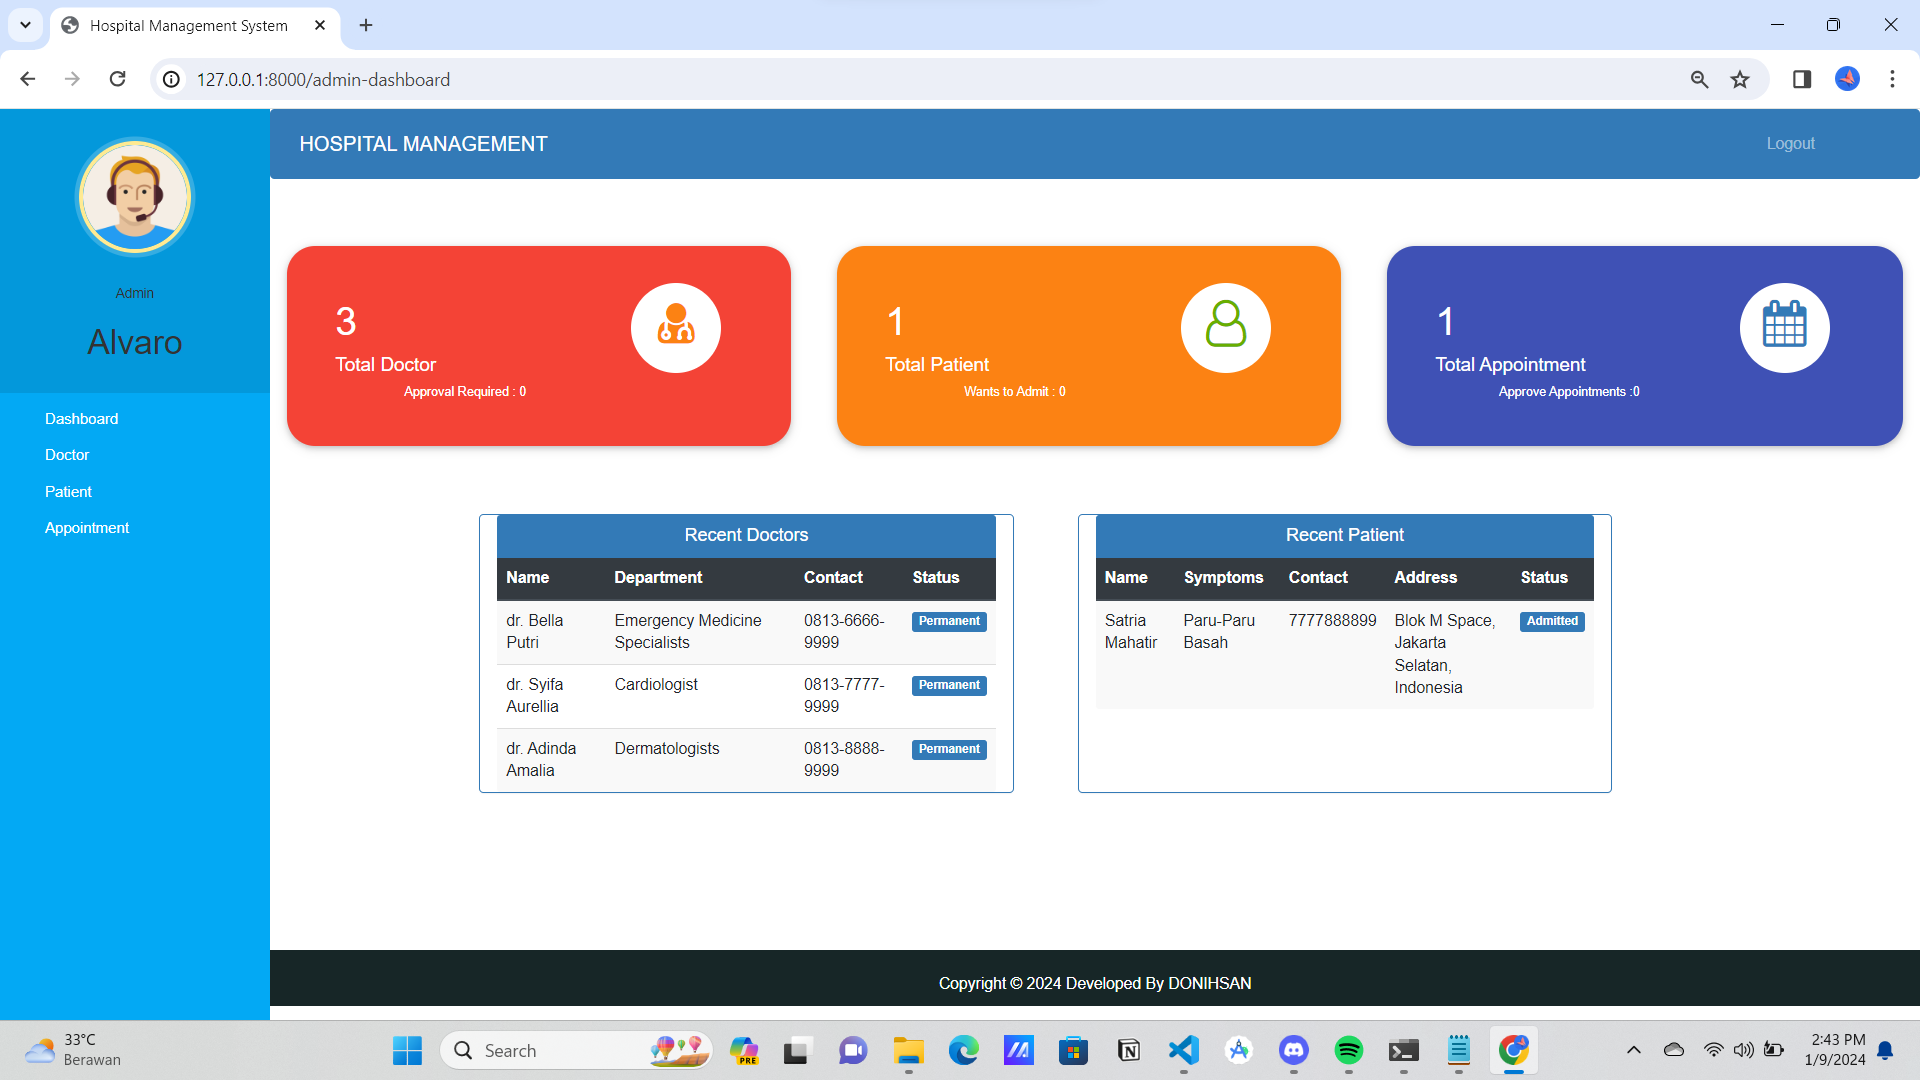 Hospital Management System
127.0.0.1:8000/admin-dashboard
HOSPITAL MANAGEMENT
Logout
Admin
Alvaro
Dashboard
Doctor
Patient
Appointment
3
Total Doctor
Approval Required : 0
1
Total Patient
Wants to Admit : 0
1
Total Appointment
Approve Appointments :0
Recent Doctors
Name Department Contact Status
dr. Bella Emergency Medicine 0813-6666- Permanent
Putri Specialists 9999
dr. Syifa Cardiologist 0813-7777- Permanent
Aurellia 9999
dr. Adinda Dermatologists 0813-8888- Permanent
Amalia 9999
Recent Patient
Name Symptoms Contact Address Status
Satria Paru-Paru 7777888899 Blok M Space, Admitted
Mahatir Basah Jakarta
Selatan,
Indonesia
Copyright © 2024 Developed By DONIHSAN
33°C
Berawan
Search
PRE
2:43 PM
1/9/2024